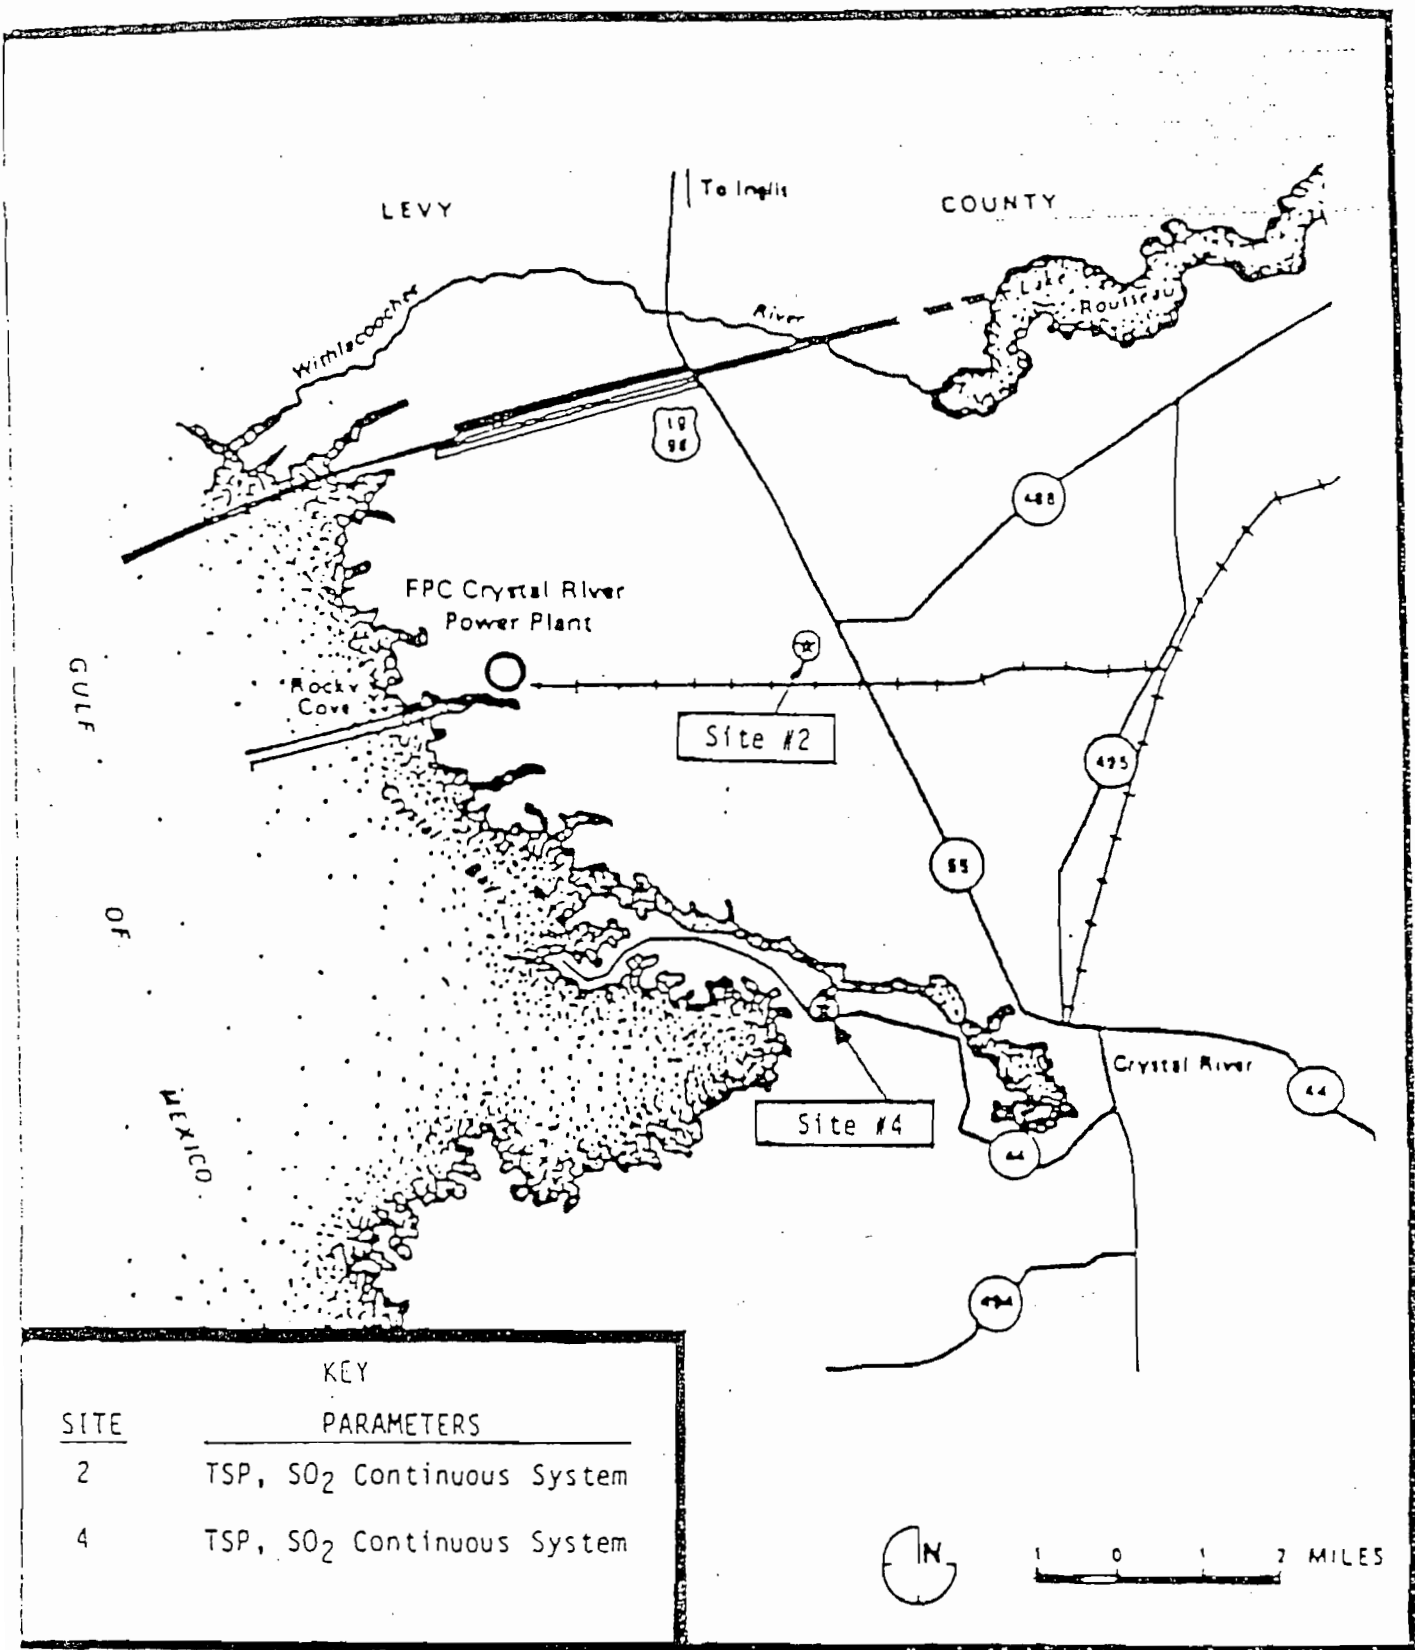 To Inglis
LEVY
COUNTY
Withlacoochee
River
Lake
Rousseau
19
98
488
FPC Crystal River
Power Plant
Rocky
Cove
Site #2
495
GULF
OF
MEXICO
Crystal
Bay
55
Crystal River
44
Site #4
44
494
KEY
SITE PARAMETERS
2 TSP, SO2 Continuous System
4 TSP, SO2 Continuous System
N
1 0 1 2 MILES